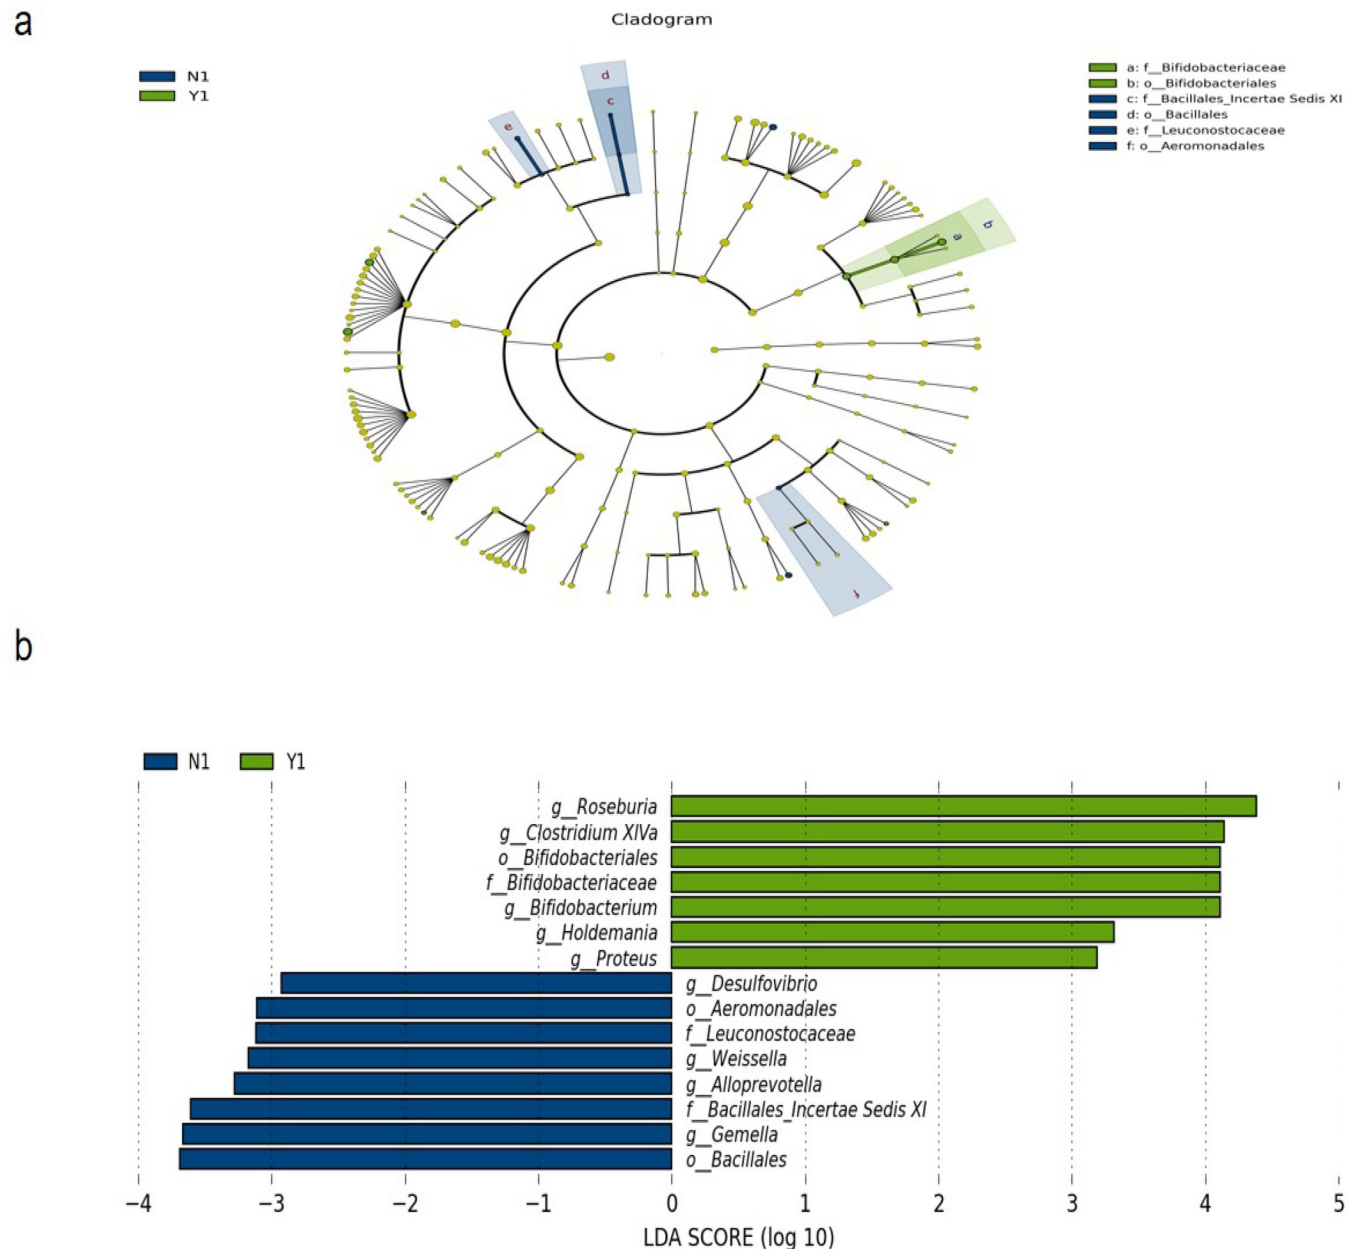 a
Cladogram
N1
Y1
a: f__Bifidobacteriaceae
b: o__Bifidobacteriales
c: f__Bacillales_Incertae Sedis XI
d: o__Bacillales
e: f__Leuconostocaceae
f: o__Aeromonadales
d
c
e
b
a
f
b
N1 Y1
g__Roseburia
g__Clostridium XIVa
o__Bifidobacteriales
f__Bifidobacteriaceae
g__Bifidobacterium
g__Holdemania
g__Proteus
g__Desulfovibrio
o__Aeromonadales
f__Leuconostocaceae
g__Weissella
g__Alloprevotella
f__Bacillales_Incertae Sedis XI
g__Gemella
o__Bacillales
−4 −3 −2 −1 0 1 2 3 4 5
LDA SCORE (log 10)